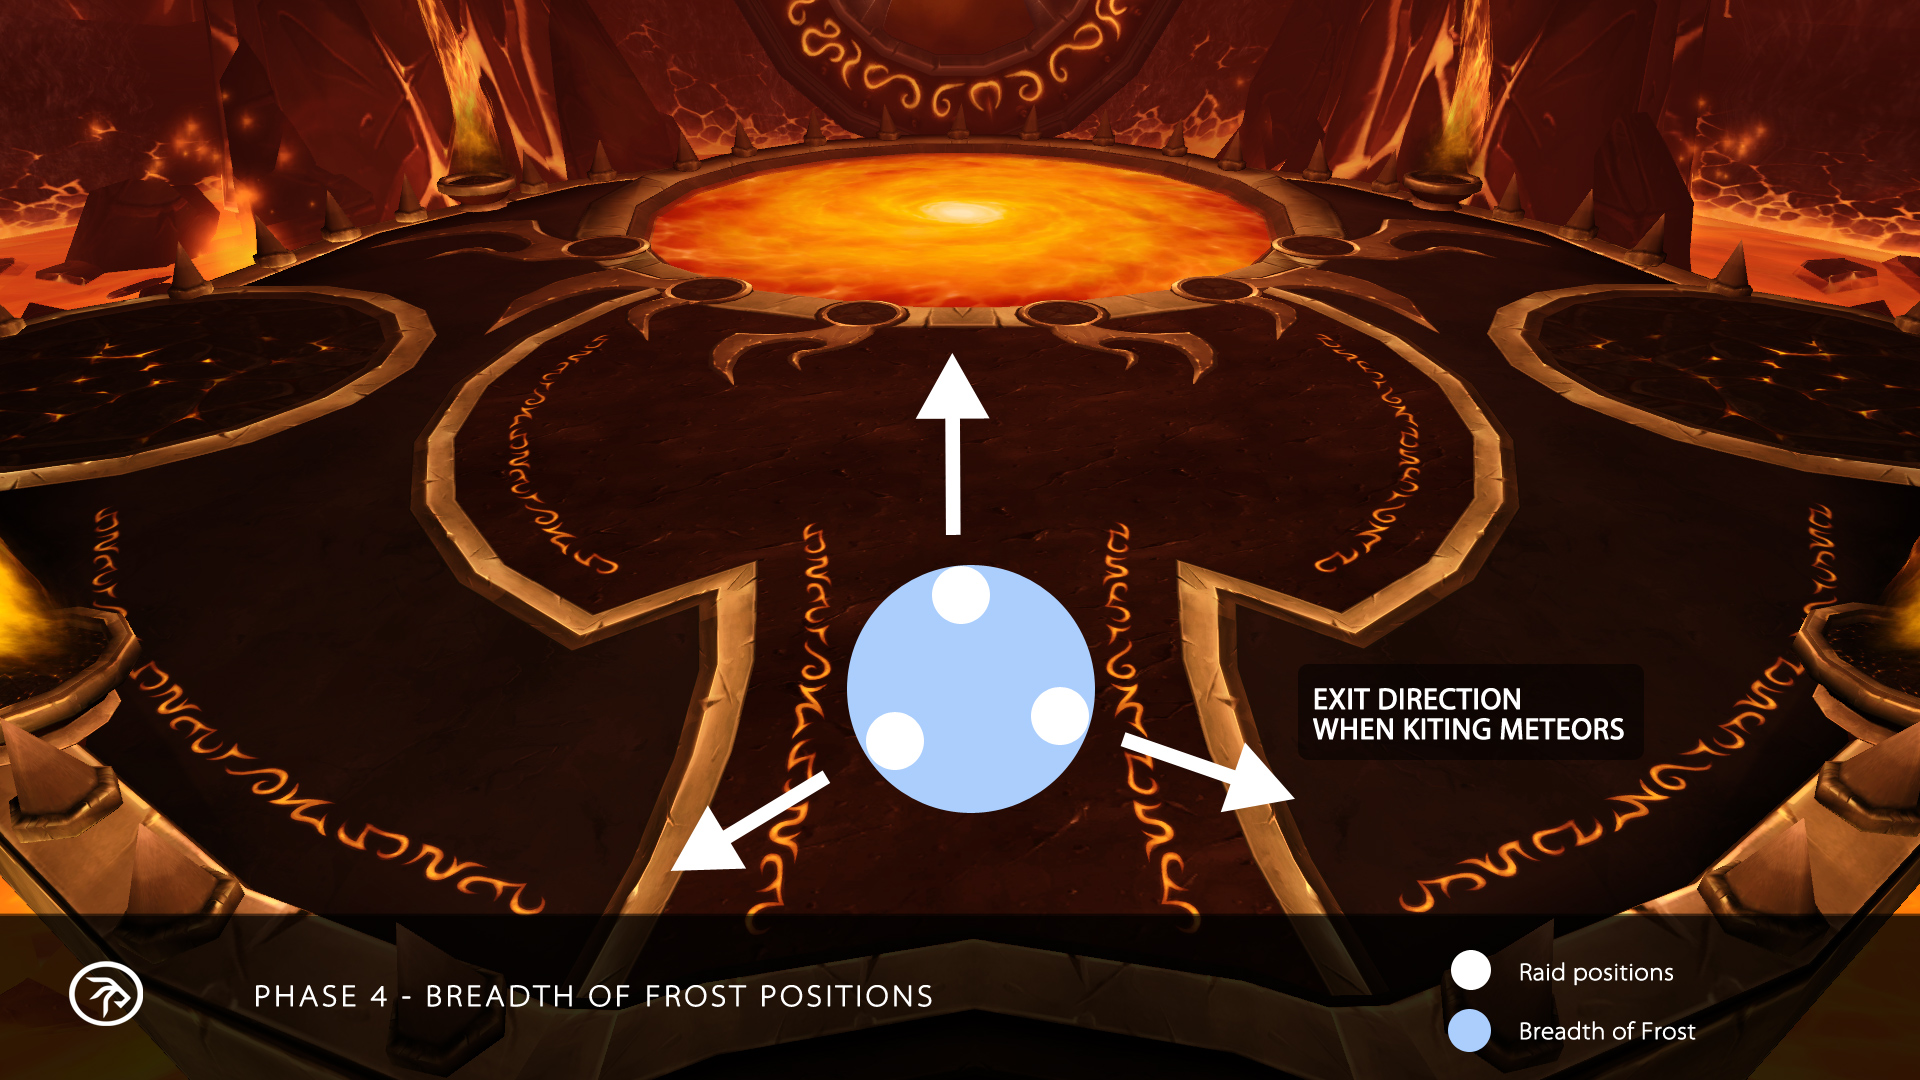 EXIT DIRECTION
WHEN KITING METEORS
PHASE 4 - BREADTH OF FROST POSITIONS
Raid positions
Breadth of Frost